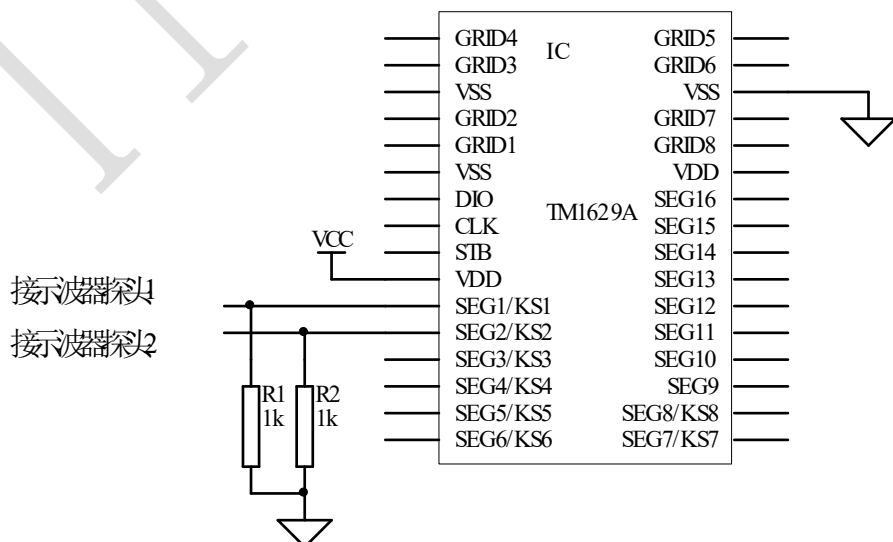 GRID4
GRID3
VSS
GRID2
GRID1
VSS
DIO
CLK
STB
VDD
SEG1/KS1
SEG2/KS2
SEG3/KS3
SEG4/KS4
SEG5/KS5
SEG6/KS6
IC
TM1629A
GRID5
GRID6
VSS
GRID7
GRID8
VDD
SEG16
SEG15
SEG14
SEG13
SEG12
SEG11
SEG10
SEG9
SEG8/KS8
SEG7/KS7
VCC
接示波器探头1
接示波器探头2
R1
1k
R2
1k